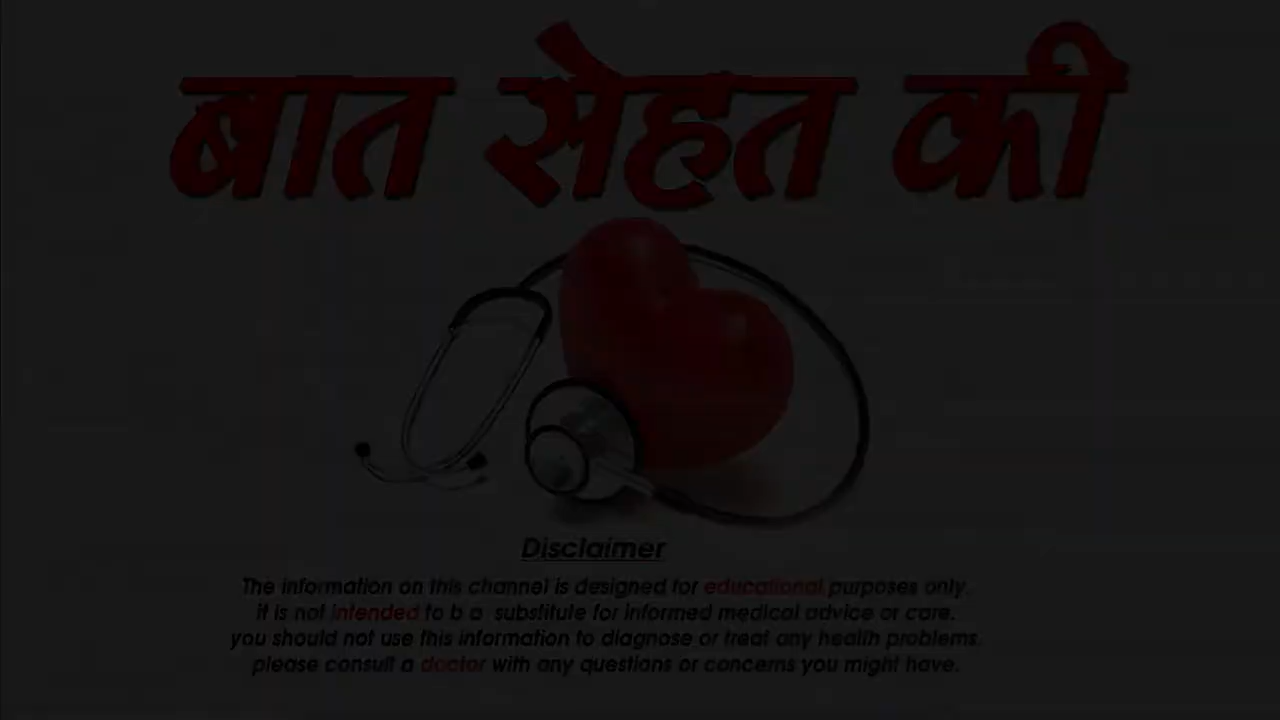 बात सेहत की
Disclaimer
The information on this channel is designed for educational purposes only.
it is not intended to b a substitute for informed medical advice or care.
you should not use this information to diagnose or treat any health problems.
please consult a doctor with any questions or concerns you might have.